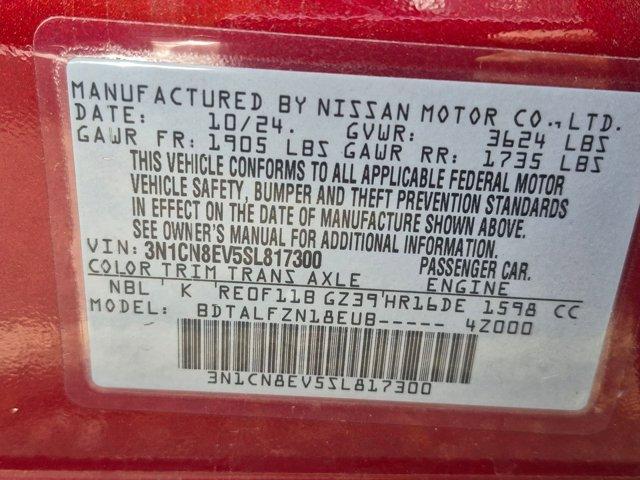 MANUFACTURED BY NISSAN MOTOR CO., LTD.
DATE: 10/24. GVWR: 3624 LBS
GAWR FR: 1905 LBS GAWR RR: 1735 LBS
THIS VEHICLE CONFORMS TO ALL APPLICABLE FEDERAL MOTOR
VEHICLE SAFETY, BUMPER AND THEFT PREVENTION STANDARDS
IN EFFECT ON THE DATE OF MANUFACTURE SHOWN ABOVE.
SEE OWNER'S MANUAL FOR ADDITIONAL INFORMATION.
VIN: 3N1CN8EV5SL817300 PASSENGER CAR.
COLOR TRIM TRANS AXLE ENGINE
NBL K RE0F11B GZ39 HR16DE 1598 CC
MODEL: BDTALFZN18EUB----- 4Z000
3N1CN8EV5SL817300